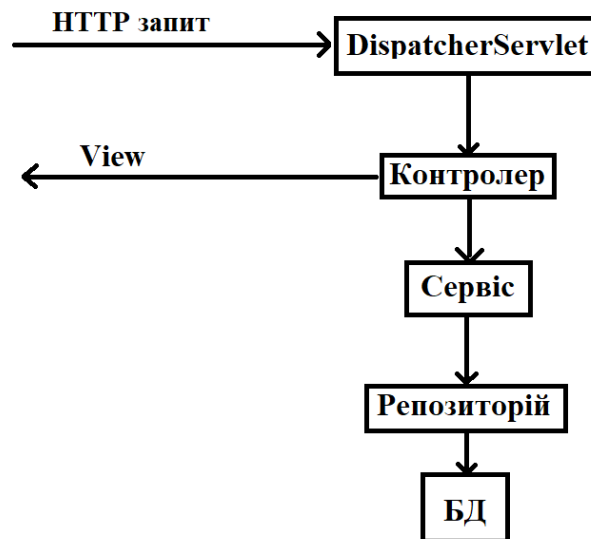 HTTP запит
DispatcherServlet
View
Контролер
Сервіс
Репозиторій
БД